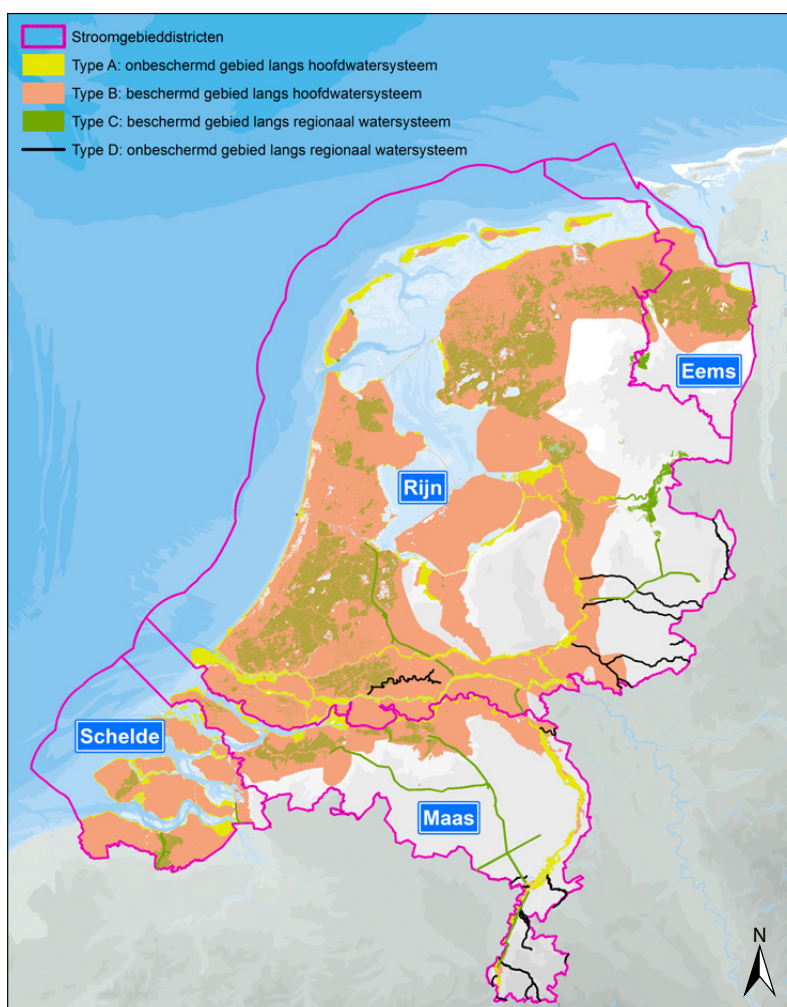 Stroomgebieddistricten
Type A: onbeschermd gebied langs hoofdwatersysteem
Type B: beschermd gebied langs hoofdwatersysteem
Type C: beschermd gebied langs regionaal watersysteem
Type D: onbeschermd gebied langs regionaal watersysteem
Eems
Rijn
Schelde
Maas
N